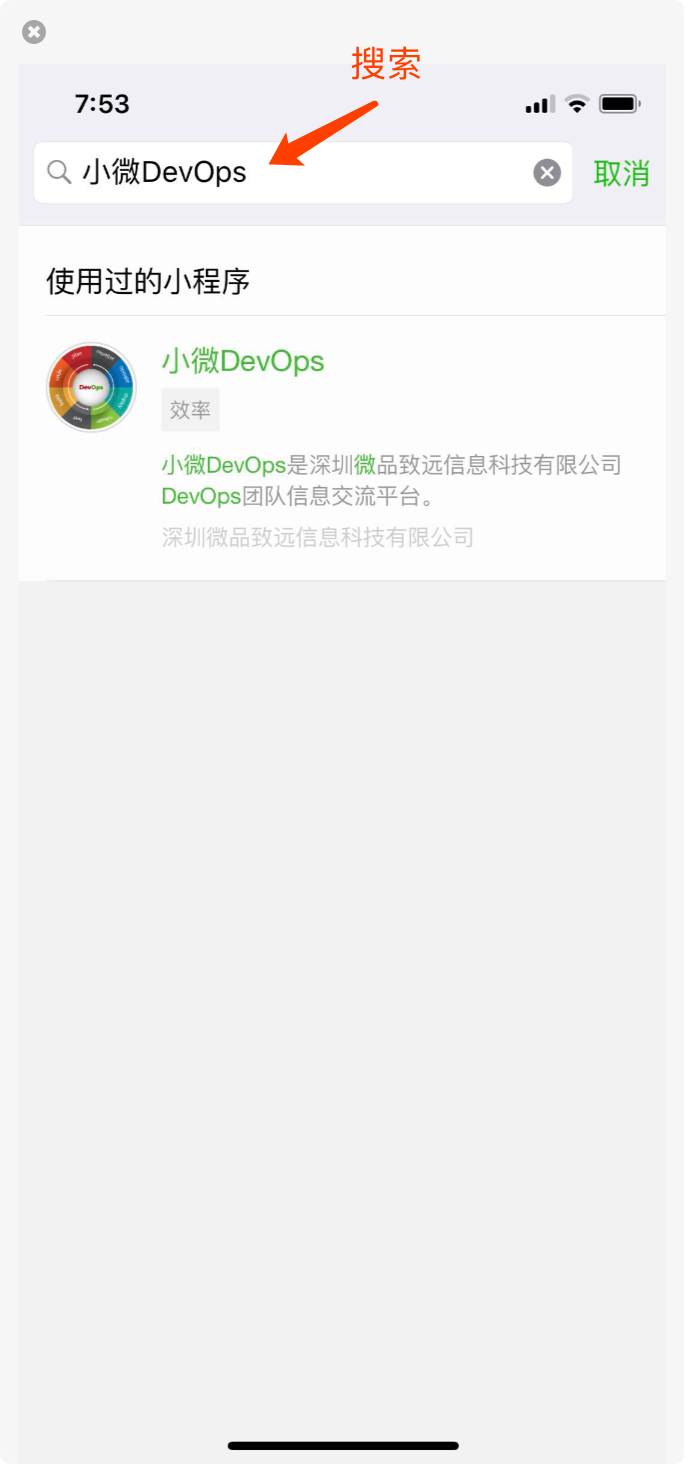 搜索
7:53
小微DevOps
取消
使用过的小程序
小微DevOps
DevOps
效率
小微DevOps是深圳微品致远信息科技有限公司
DevOps团队信息交流平台。
深圳微品致远信息科技有限公司